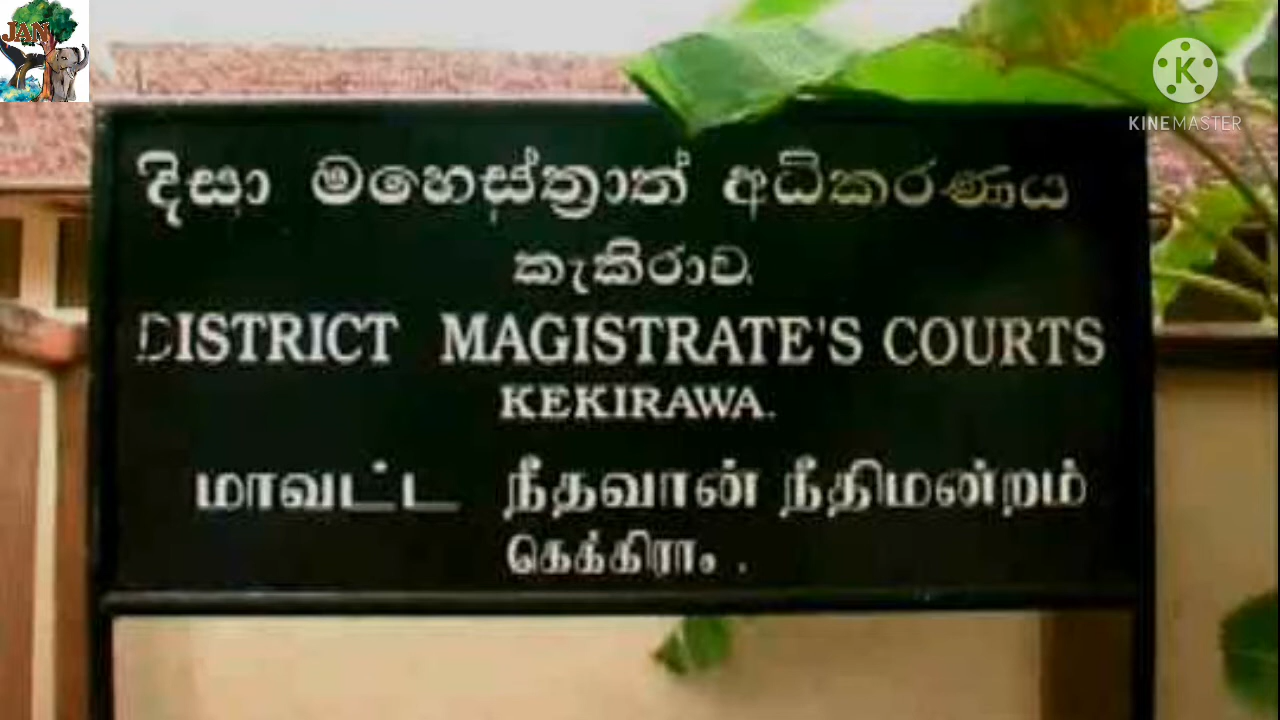 JAN
KINEMASTER
දිසා මහෙස්ත්‍රාත් අධිකරණය
කැකිරාව
DISTRICT MAGISTRATE'S COURTS
KEKIRAWA.
மாவட்ட நீதவான் நீதிமன்றம்